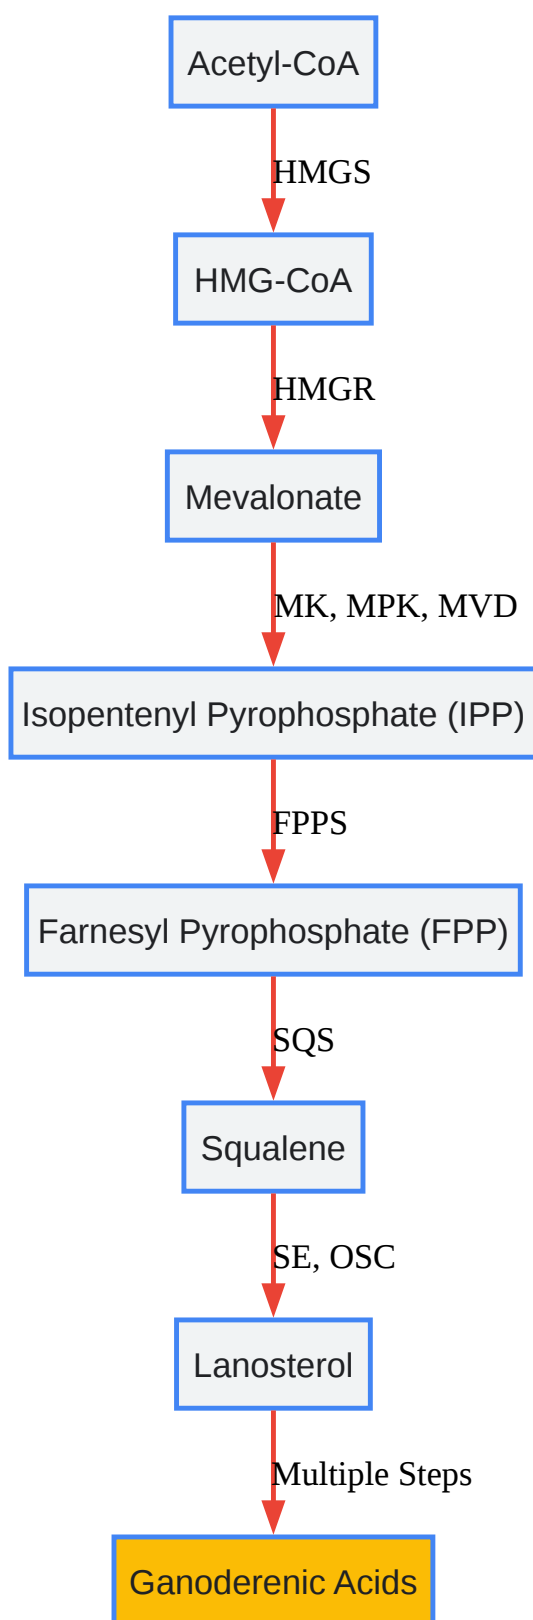 Acetyl-CoA
HMGS
HMG-CoA
HMGR
Mevalonate
MK, MPK, MVD
Isopentenyl Pyrophosphate (IPP)
FPPS
Farnesyl Pyrophosphate (FPP)
SQS
Squalene
SE, OSC
Lanosterol
Multiple Steps
Ganoderenic Acids